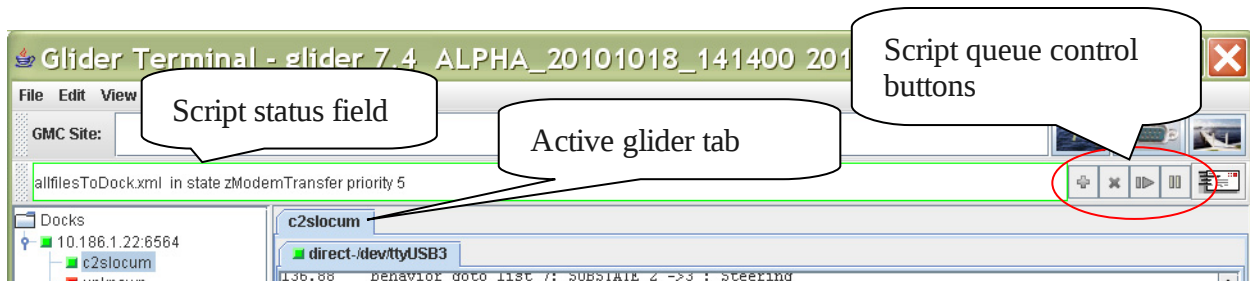 Glider Terminal - glider 7.4 ALPHA_20101018_141400 201
Script queue control
buttons
File Edit View
Script status field
GMC Site:
Active glider tab
allfilesToDock.xml in state zModemTransfer priority 5
Docks
c2slocum
10.186.1.22:6564
direct-/dev/ttyUSB3
c2slocum
136.88 behavior goto_list 7: SUBSTATE 2 ->3 : Steering
unknown